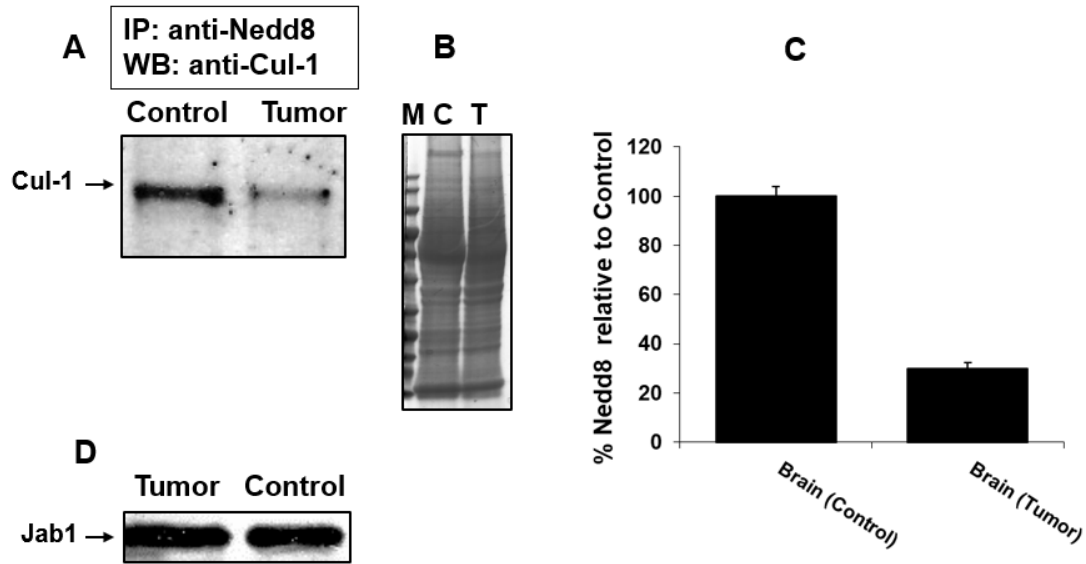 A
IP: anti-Nedd8
WB: anti-Cul-1
Control Tumor
Cul-1
B
M C T
C
% Nedd8 relative to Control
120
100
80
60
40
20
0
Brain (Control)
Brain (Tumor)
D
Tumor Control
Jab1